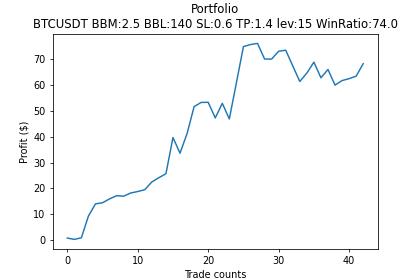 Portfolio
BTCUSDT BBM:2.5 BBL:140 SL:0.6 TP:1.4 lev:15 WinRatio:74.0
70
60
50
40
30
20
10
0
Profit ($)
0 10 20 30 40
Trade counts